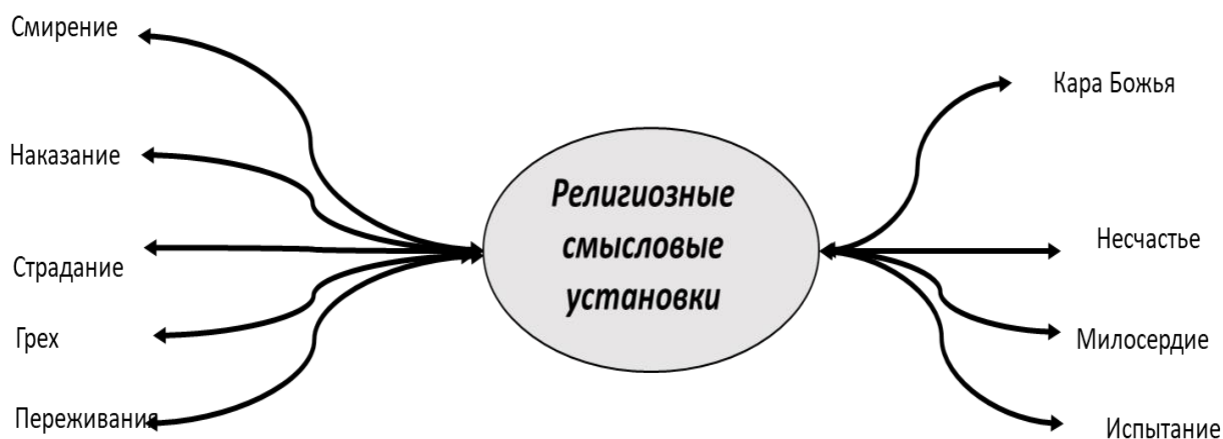 Смирение
Наказание
Страдание
Грех
Переживания
Религиозные
смысловые
установки
Кара Божья
Несчастье
Милосердие
Испытание